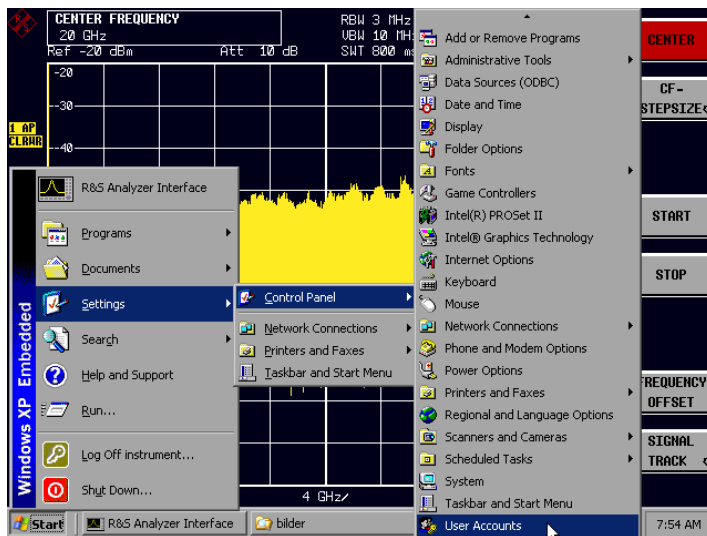 CENTER FREQUENCY
20 GHz
Ref -20 dBm
Att 10 dB
RBW 3 MHz
VBW 10 MHz
SWT 800 ms
-20
-30
-40
1 AP
CLRWR
R&S Analyzer Interface
Programs
Documents
Settings
Search
Help and Support
Run...
Log Off instrument...
Shut Down...
Windows XP Embedded
Control Panel
Network Connections
Printers and Faxes
Taskbar and Start Menu
Add or Remove Programs
Administrative Tools
Data Sources (ODBC)
Date and Time
Display
Folder Options
Fonts
Game Controllers
Intel(R) PROSet II
Intel® Graphics Technology
Internet Options
Keyboard
Mouse
Network Connections
Phone and Modem Options
Power Options
Printers and Faxes
Regional and Language Options
Scanners and Cameras
Scheduled Tasks
System
Taskbar and Start Menu
User Accounts
CENTER
CF-
STEPSIZE
START
STOP
FREQUENCY
OFFSET
SIGNAL
TRACK
4 GHz/
Start
R&S Analyzer Interface
bilder
7:54 AM